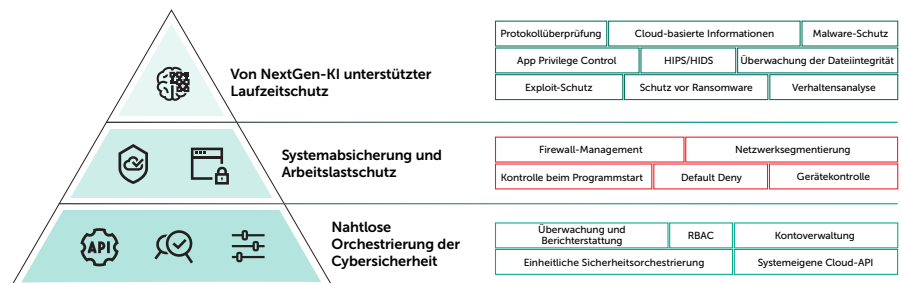 Von NextGen-KI unterstützter
Laufzeitschutz
Protokollüberprüfung
Cloud-basierte Informationen
Malware-Schutz
App Privilege Control
HIPS/HIDS
Überwachung der Dateiintegrität
Exploit-Schutz
Schutz vor Ransomware
Verhaltensanalyse
Systemabsicherung und
Arbeitslastschutz
Firewall-Management
Netzwerksegmentierung
Kontrolle beim Programmstart
Default Deny
Gerätekontrolle
API
Nahtlose
Orchestrierung der
Cybersicherheit
Überwachung und
Berichterstattung
RBAC
Kontoverwaltung
Einheitliche Sicherheitsorchestrierung
Systemeigene Cloud-API